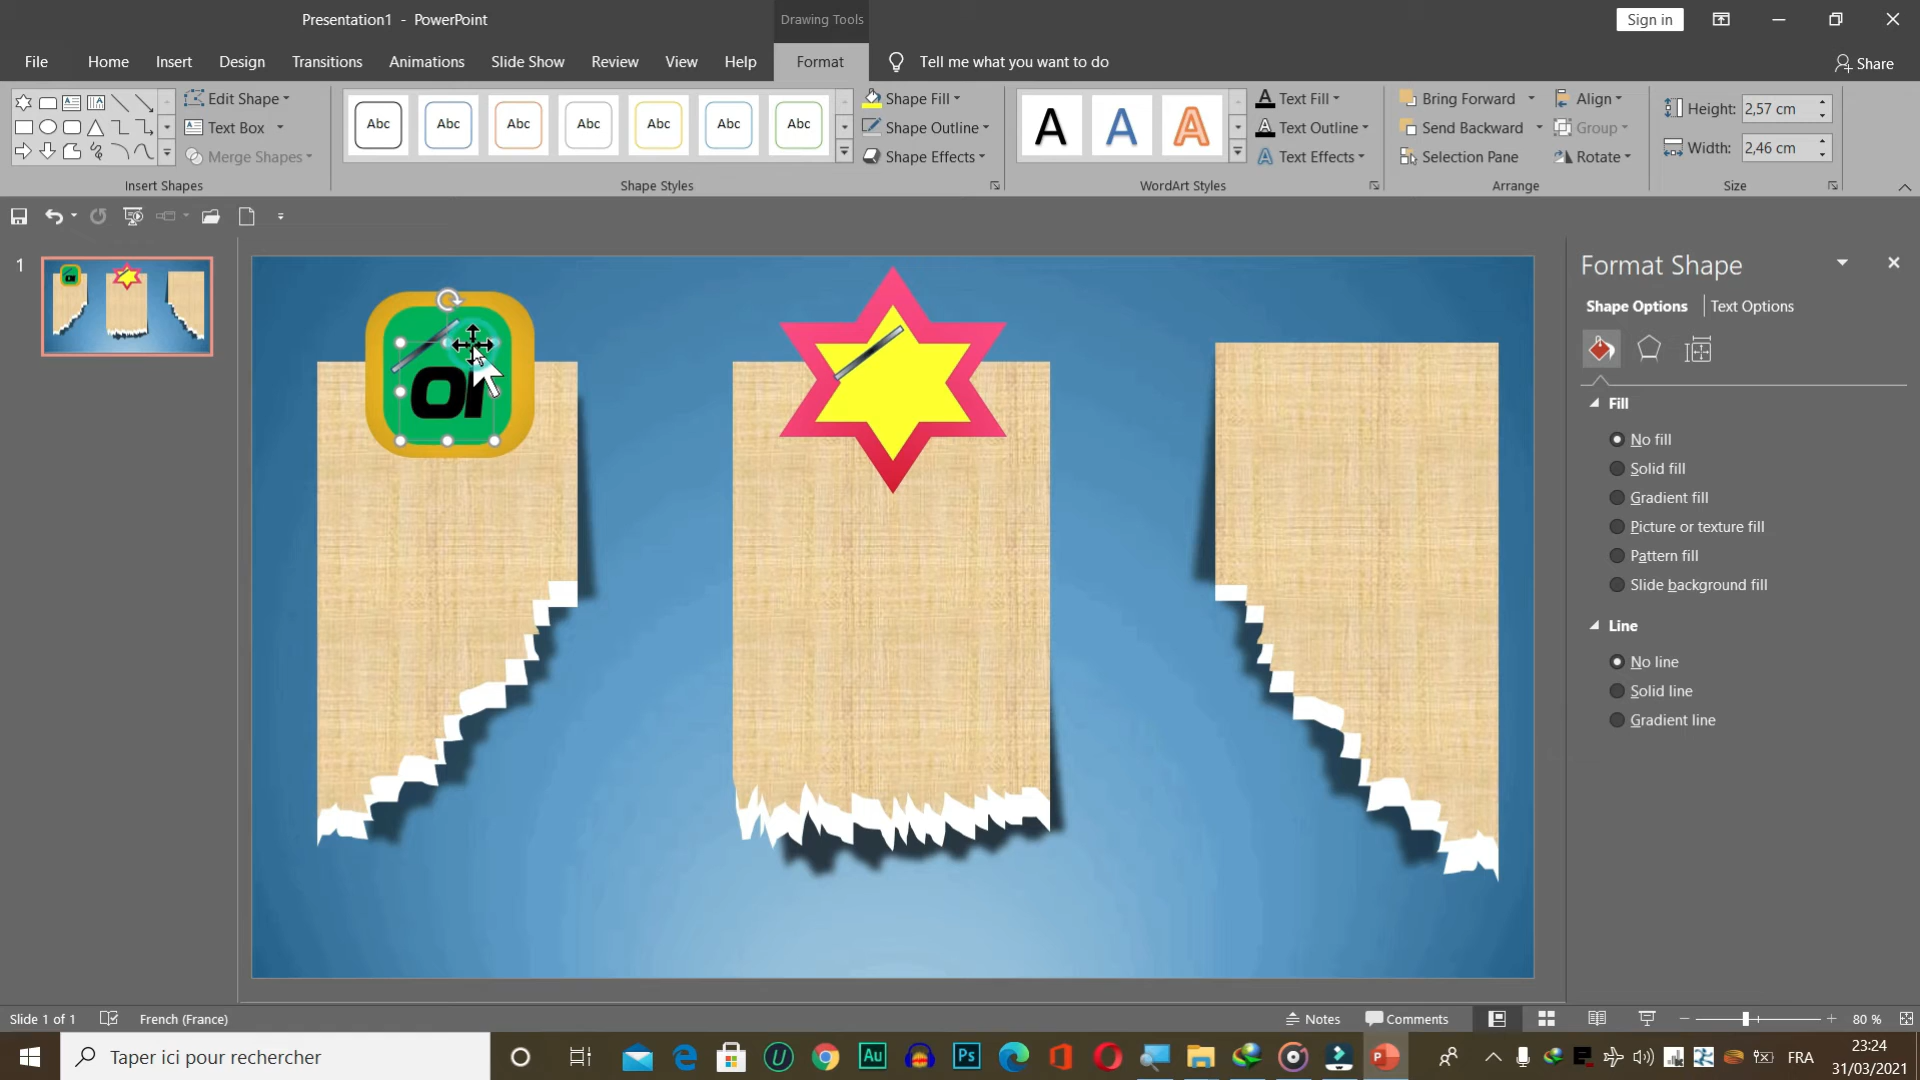 Presentation1 - PowerPoint
Drawing Tools
Sign in
File Home Insert Design Transitions Animations Slide Show Review View Help Format Tell me what you want to do Share
Edit Shape
Text Box
Merge Shapes
Insert Shapes
Abc Abc Abc Abc Abc Abc Abc
Shape Fill
Shape Outline
Shape Effects
Shape Styles
A A A
Text Fill
Text Outline
Text Effects
WordArt Styles
Bring Forward
Send Backward
Selection Pane
Align
Group
Rotate
Arrange
Height: 2,57 cm
Width: 2,46 cm
Size
1
Format Shape
Shape Options Text Options
Fill
No fill
Solid fill
Gradient fill
Picture or texture fill
Pattern fill
Slide background fill
Line
No line
Solid line
Gradient line
Slide 1 of 1 French (France) Notes Comments 80 %
Taper ici pour rechercher
Au
Ps
FRA
23:24
31/03/2021